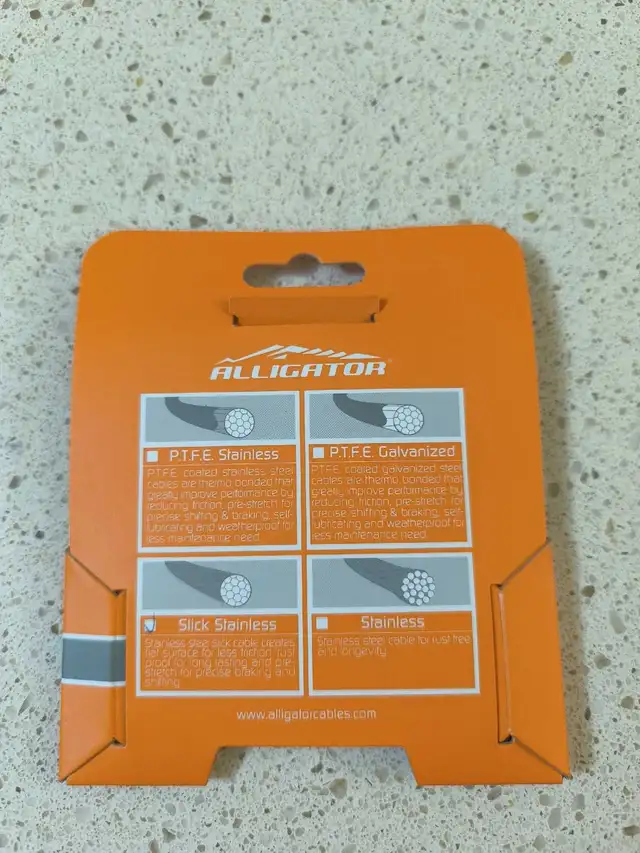 ALLIGATOR
P.T.F.E. Stainless
P.T.F.E. coated stainless steel
cables are thermo bonded that
greatly improve performance by
reducing friction, pre-stretch for
precise shifting & braking, self-
lubricating and weatherproof for
less maintenance need.
P.T.F.E. Galvanized
P.T.F.E. coated galvanized steel
cables are thermo bonded that
greatly improve performance by
reducing friction, pre-stretch for
precise shifting & braking, self-
lubricating and weatherproof for
less maintenance need.
Slick Stainless
Stainless steel slick cable creates
flat surface for less friction, rust
proof for long lasting and pre-
stretch for precise braking and
shifting.
Stainless
Stainless steel cable for rust free
and longevity.
www.alligatorcables.com